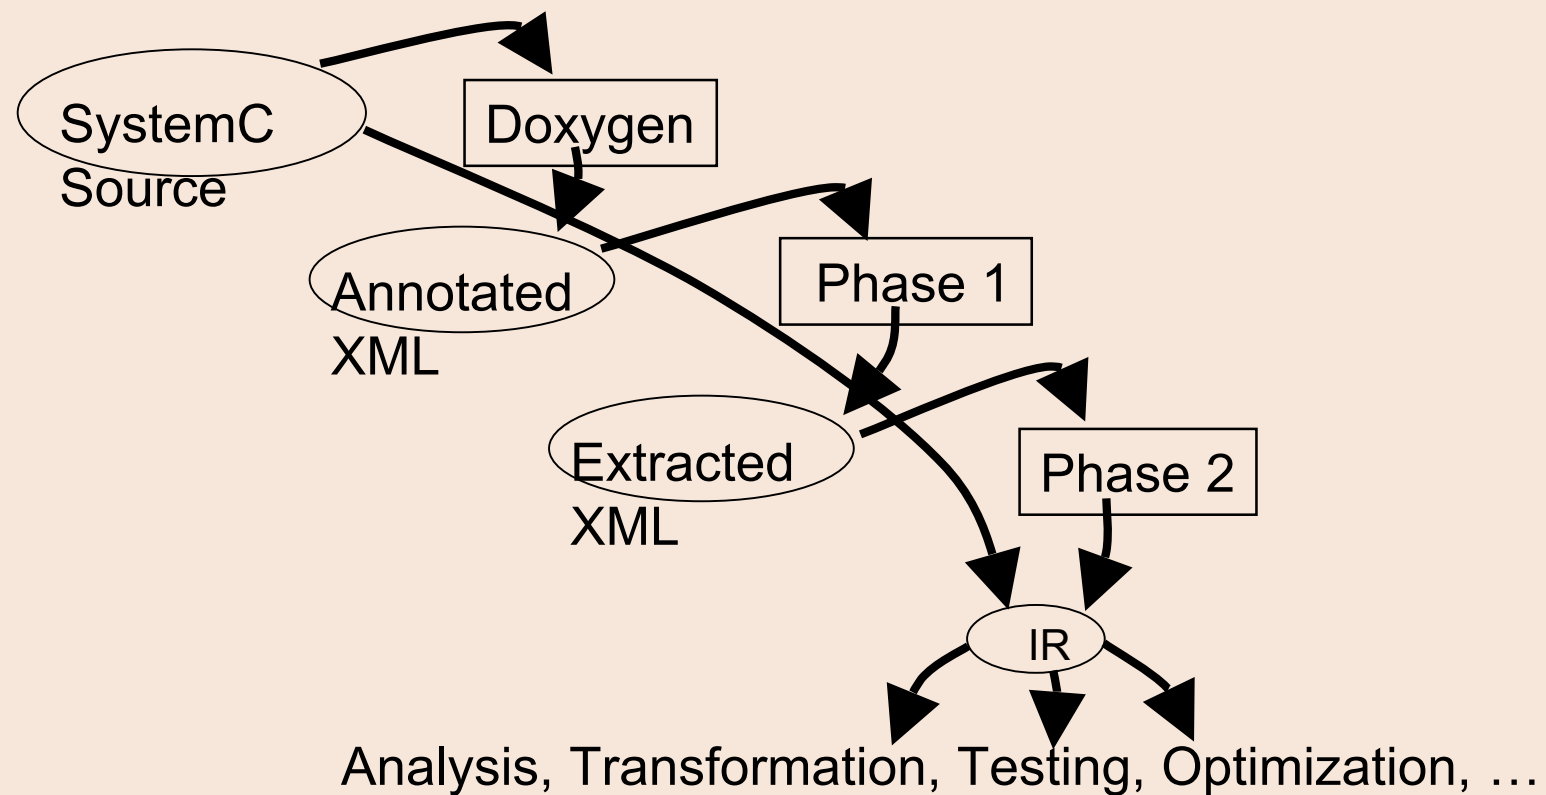 SystemC
Source
Doxygen
Annotated
XML
Phase 1
Extracted
XML
Phase 2
IR
Analysis, Transformation, Testing, Optimization, …